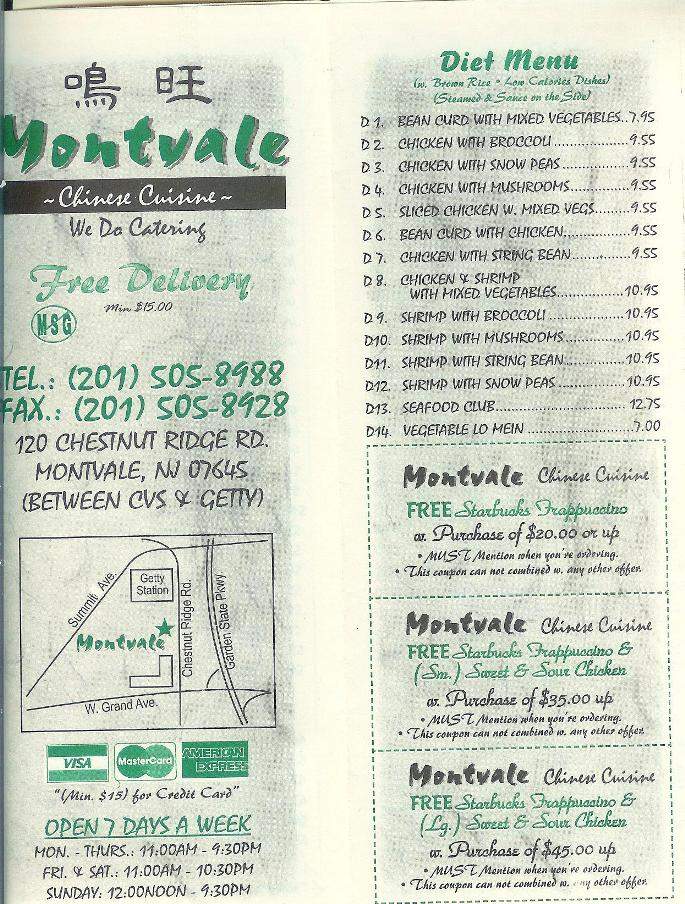 鳴 旺
Montvale
~Chinese Cuisine~
We Do Catering
Free Delivery
Min $15.00
MSG
TEL.: (201) 505-8988
FAX.: (201) 505-8928
120 CHESTNUT RIDGE RD.
MONTVALE, NJ 07645
(BETWEEN CVS & GETTY)
Summit Ave.
Getty
Station
Montvale
Chestnut Ridge Rd.
Garden State Pkwy
W. Grand Ave.
VISA
MasterCard
AMERICAN
EXPRESS
"(Min. $15) for Credit Card"
OPEN 7 DAYS A WEEK
MON. - THURS.: 11:00AM - 9:30PM
FRI. & SAT.: 11:00AM - 10:30PM
SUNDAY: 12:00NOON - 9:30PM
Diet Menu
(w. Brown Rice • Low Calories Dishes)
(Steamed & Sauce on the Side)
D 1. BEAN CURD WITH MIXED VEGETABLES..7.95
D 2. CHICKEN WITH BROCCOLI..................9.55
D 3. CHICKEN WITH SNOW PEAS................9.55
D 4. CHICKEN WITH MUSHROOMS..............9.55
D 5. SLICED CHICKEN W. MIXED VEGS.........9.55
D 6. BEAN CURD WITH CHICKEN................9.55
D 7. CHICKEN WITH STRING BEAN..............9.55
D 8. CHICKEN & SHRIMP
WITH MIXED VEGETABLES................10.95
D 9. SHRIMP WITH BROCCOLI..................10.95
D10. SHRIMP WITH MUSHROOMS..............10.95
D11. SHRIMP WITH STRING BEAN..............10.95
D12. SHRIMP WITH SNOW PEAS................10.95
D13. SEAFOOD CLUB..............................12.75
D14. VEGETABLE LO MEIN........................7.00
Montvale Chinese Cuisine
FREE Starbucks Frappuccino
w. Purchase of $20.00 or up
• MUST Mention when you're ordering.
• This coupon can not combined w. any other offer.
Montvale Chinese Cuisine
FREE Starbucks Frappuccino &
(Sm.) Sweet & Sour Chicken
w. Purchase of $35.00 up
• MUST Mention when you're ordering.
• This coupon can not combined w. any other offer.
Montvale Chinese Cuisine
FREE Starbucks Frappuccino &
(Lg.) Sweet & Sour Chicken
w. Purchase of $45.00 up
• MUST Mention when you're ordering.
• This coupon can not combined w. any other offer.